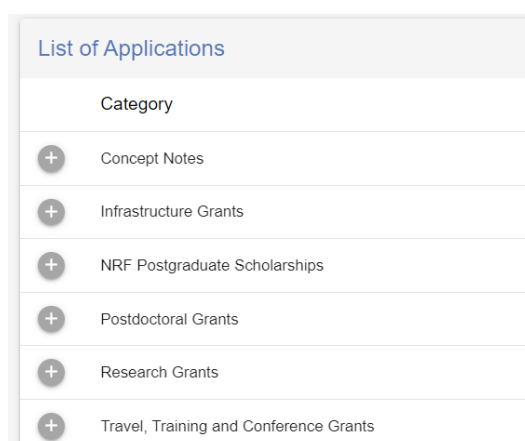 List of Applications
Category
Concept Notes
Infrastructure Grants
NRF Postgraduate Scholarships
Postdoctoral Grants
Research Grants
Travel, Training and Conference Grants